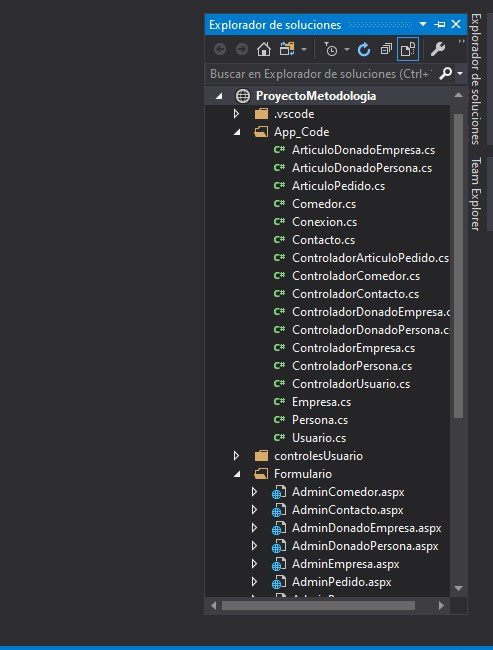 Explorador de soluciones
Buscar en Explorador de soluciones (Ctrl+
ProyectoMetodologia
.vscode
App_Code
C# ArticuloDonadoEmpresa.cs
C# ArticuloDonadoPersona.cs
C# ArticuloPedido.cs
C# Comedor.cs
C# Conexion.cs
C# Contacto.cs
C# ControladorArticuloPedido.cs
C# ControladorComedor.cs
C# ControladorContacto.cs
C# ControladorDonadoEmpresa.c
C# ControladorDonadoPersona.c
C# ControladorEmpresa.cs
C# ControladorPersona.cs
C# ControladorUsuario.cs
C# Empresa.cs
C# Persona.cs
C# Usuario.cs
controlesUsuario
Formulario
AdminComedor.aspx
AdminContacto.aspx
AdminDonadoEmpresa.aspx
AdminDonadoPersona.aspx
AdminEmpresa.aspx
AdminPedido.aspx
Explorador de soluciones
Team Explorer